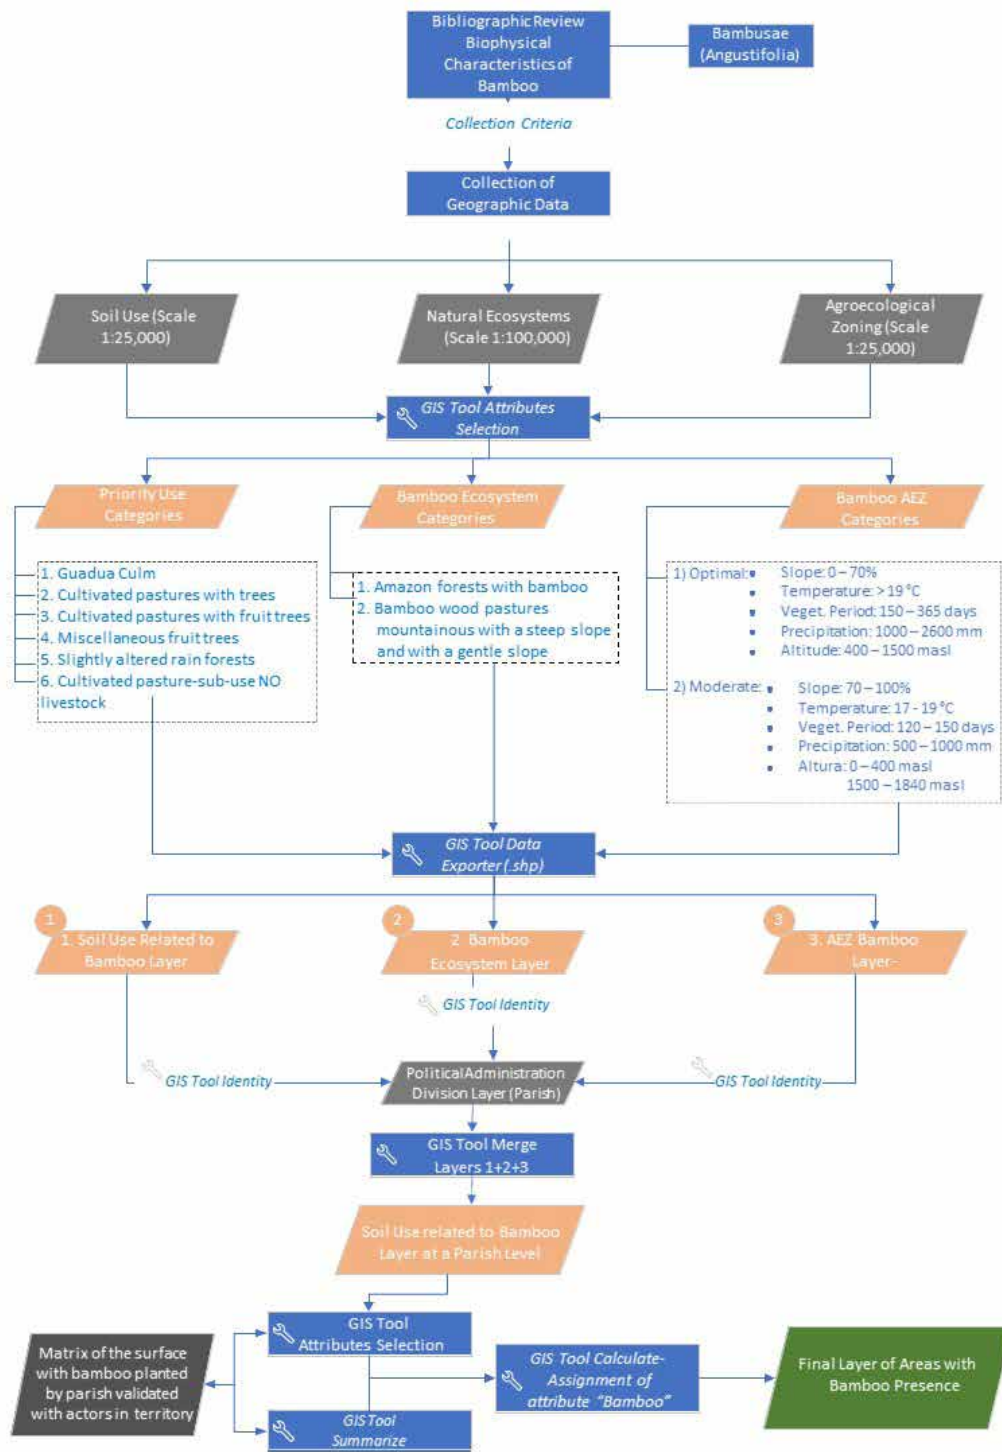 Bibliographic Review
Biophysical
Characteristics of
Bamboo
Bambusae
(Angustifolia)
Collection Criteria
Collection of
Geographic Data
Soil Use (Scale
1:25,000)
Natural Ecosystems
(Scale 1:100,000)
Agroecological
Zoning (Scale
1:25,000)
GIS Tool Attributes
Selection
Priority Use
Categories
Bamboo Ecosystem
Categories
Bamboo AEZ
Categories
1. Guadua Culm
2. Cultivated pastures with trees
3. Cultivated pastures with fruit trees
4. Miscellaneous fruit trees
5. Slightly altered rain forests
6. Cultivated pasture-sub-use NO
livestock
1. Amazon forests with bamboo
2. Bamboo wood pastures
mountainous with a steep slope
and with a gentle slope
1) Optimal: • Slope: 0 – 70%
• Temperature: > 19 °C
• Veget. Period: 150 – 365 days
• Precipitation: 1000 – 2600 mm
• Altitude: 400 – 1500 masl
2) Moderate: • Slope: 70 – 100%
• Temperature: 17 - 19 °C
• Veget. Period: 120 – 150 days
• Precipitation: 500 – 1000 mm
• Altura: 0 – 400 masl
1500 – 1840 masl
GIS Tool Data
Exporter (.shp)
1
1. Soil Use Related to
Bamboo Layer
2
2 Bamboo
Ecosystem Layer
3
3. AEZ Bamboo
Layer-
GIS Tool Identity
GIS Tool Identity
GIS Tool Identity
Political Administration
Division Layer (Parish)
GIS Tool Merge
Layers 1+2+3
Soil Use related to Bamboo
Layer at a Parish Level
GIS Tool
Attributes Selection
Matrix of the surface
with bamboo planted
by parish validated
with actors in territory
GIS Tool Calculate-
Assignment of
attribute “Bamboo”
Final Layer of Areas with
Bamboo Presence
GIS Tool
Summarize